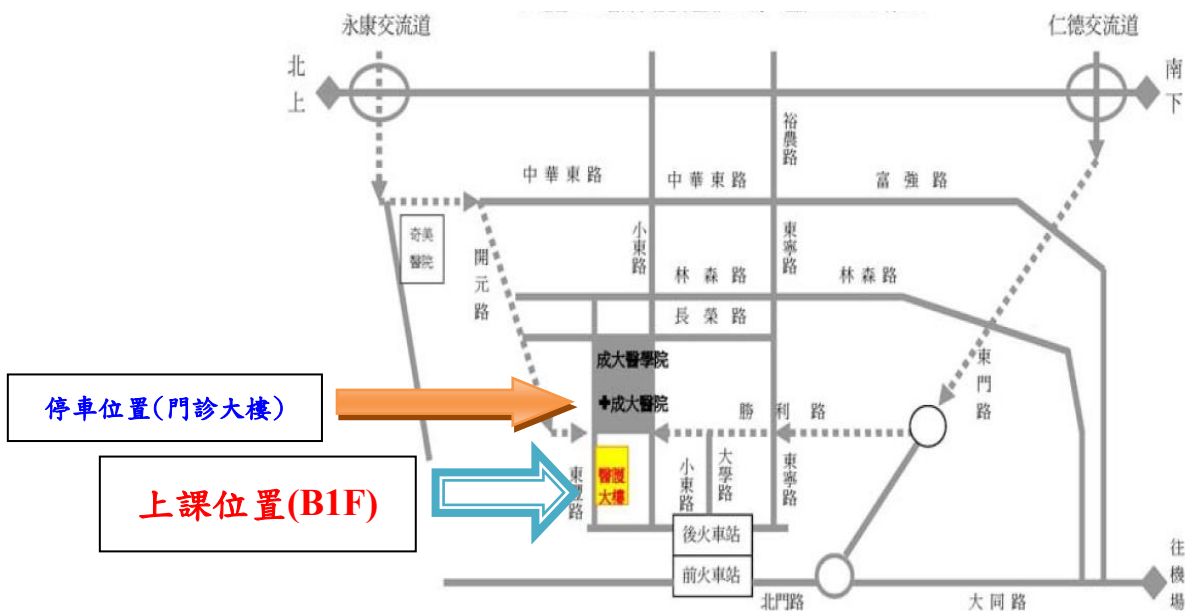 永康交流道
仁德交流道
北上
南下
裕農路
中華東路
中華東路
富強路
奇美
醫院
開元路
小東路
東寧路
林森路
林森路
長榮路
成大醫學院
東門路
停車位置(門診大樓)
✚成大醫院
勝利路
上課位置(B1F)
東豐路
醫護
大樓
小東路
大學路
東寧路
後火車站
前火車站
北門路
大同路
往機場